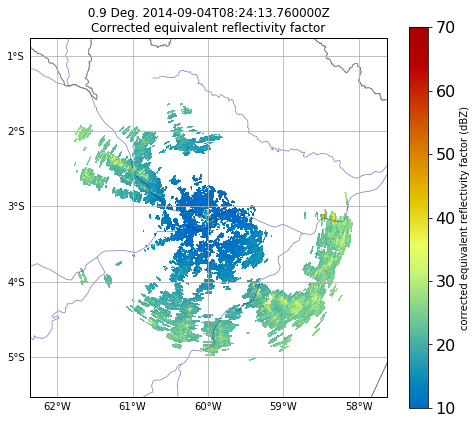 0.9 Deg. 2014-09-04T08:24:13.760000Z
Corrected equivalent reflectivity factor
1°S
2°S
3°S
4°S
5°S
62°W
61°W
60°W
59°W
58°W
70
60
50
40
30
20
10
corrected equivalent reflectivity factor (dBZ)